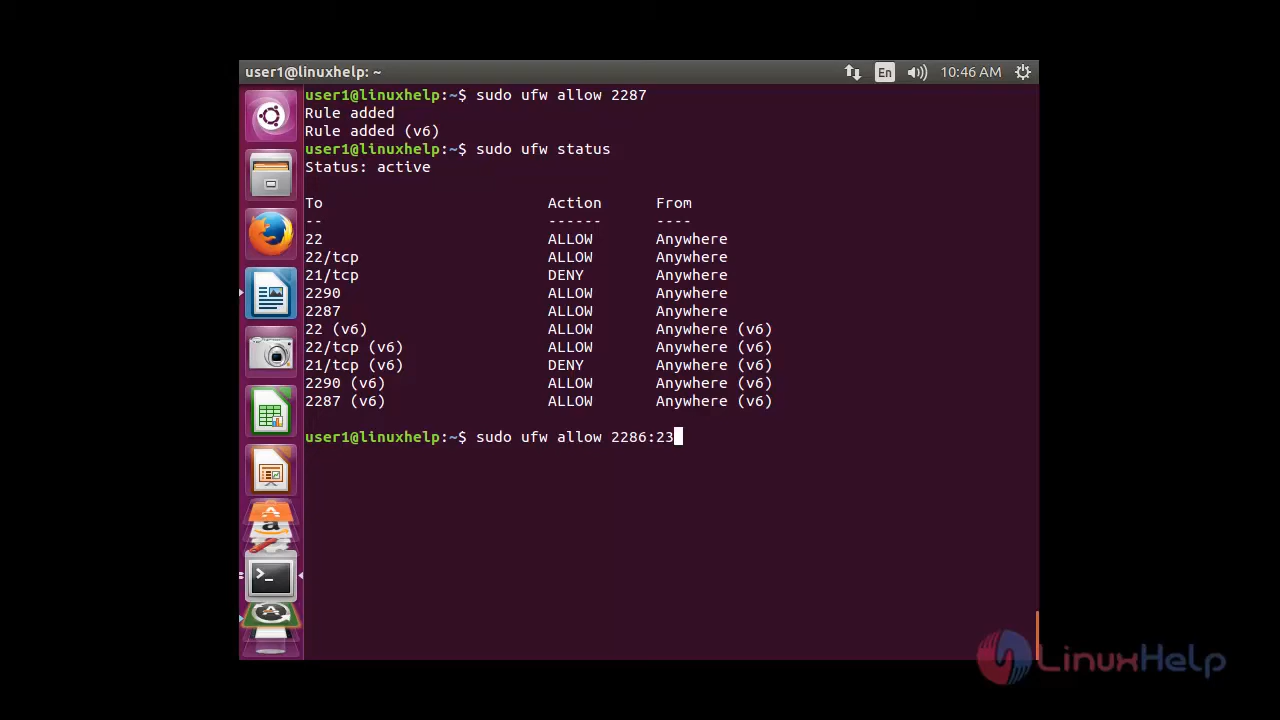 user1@linuxhelp: ~
En
10:46 AM
user1@linuxhelp:~$ sudo ufw allow 2287
Rule added
Rule added (v6)
user1@linuxhelp:~$ sudo ufw status
Status: active
To Action From
-- ------ ----
22 ALLOW Anywhere
22/tcp ALLOW Anywhere
21/tcp DENY Anywhere
2290 ALLOW Anywhere
2287 ALLOW Anywhere
22 (v6) ALLOW Anywhere (v6)
22/tcp (v6) ALLOW Anywhere (v6)
21/tcp (v6) DENY Anywhere (v6)
2290 (v6) ALLOW Anywhere (v6)
2287 (v6) ALLOW Anywhere (v6)
user1@linuxhelp:~$ sudo ufw allow 2286:23
LinuxHelp